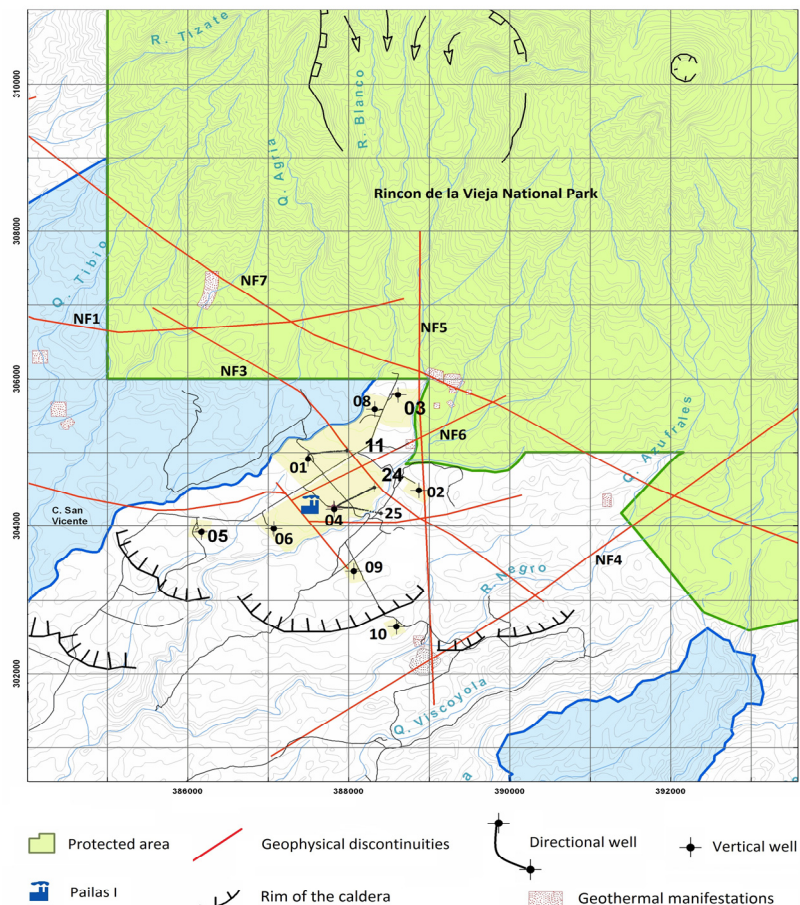 R. Tizate
310000
R. Blanco
Q. Agria
Rincon de la Vieja National Park
308000
Q. Tibio
NF7
NF1
NF5
306000
NF3
08
03
NF6
Q. Azufrales
11
01
24
02
C. San
Vicente
304000
04
25
05
06
NF4
09
R. Negro
10
302000
Q. Viscoyola
a
386000
388000
390000
392000
Protected area
Geophysical discontinuities
Directional well
Vertical well
Pailas I
Rim of the caldera
Geothermal manifestations